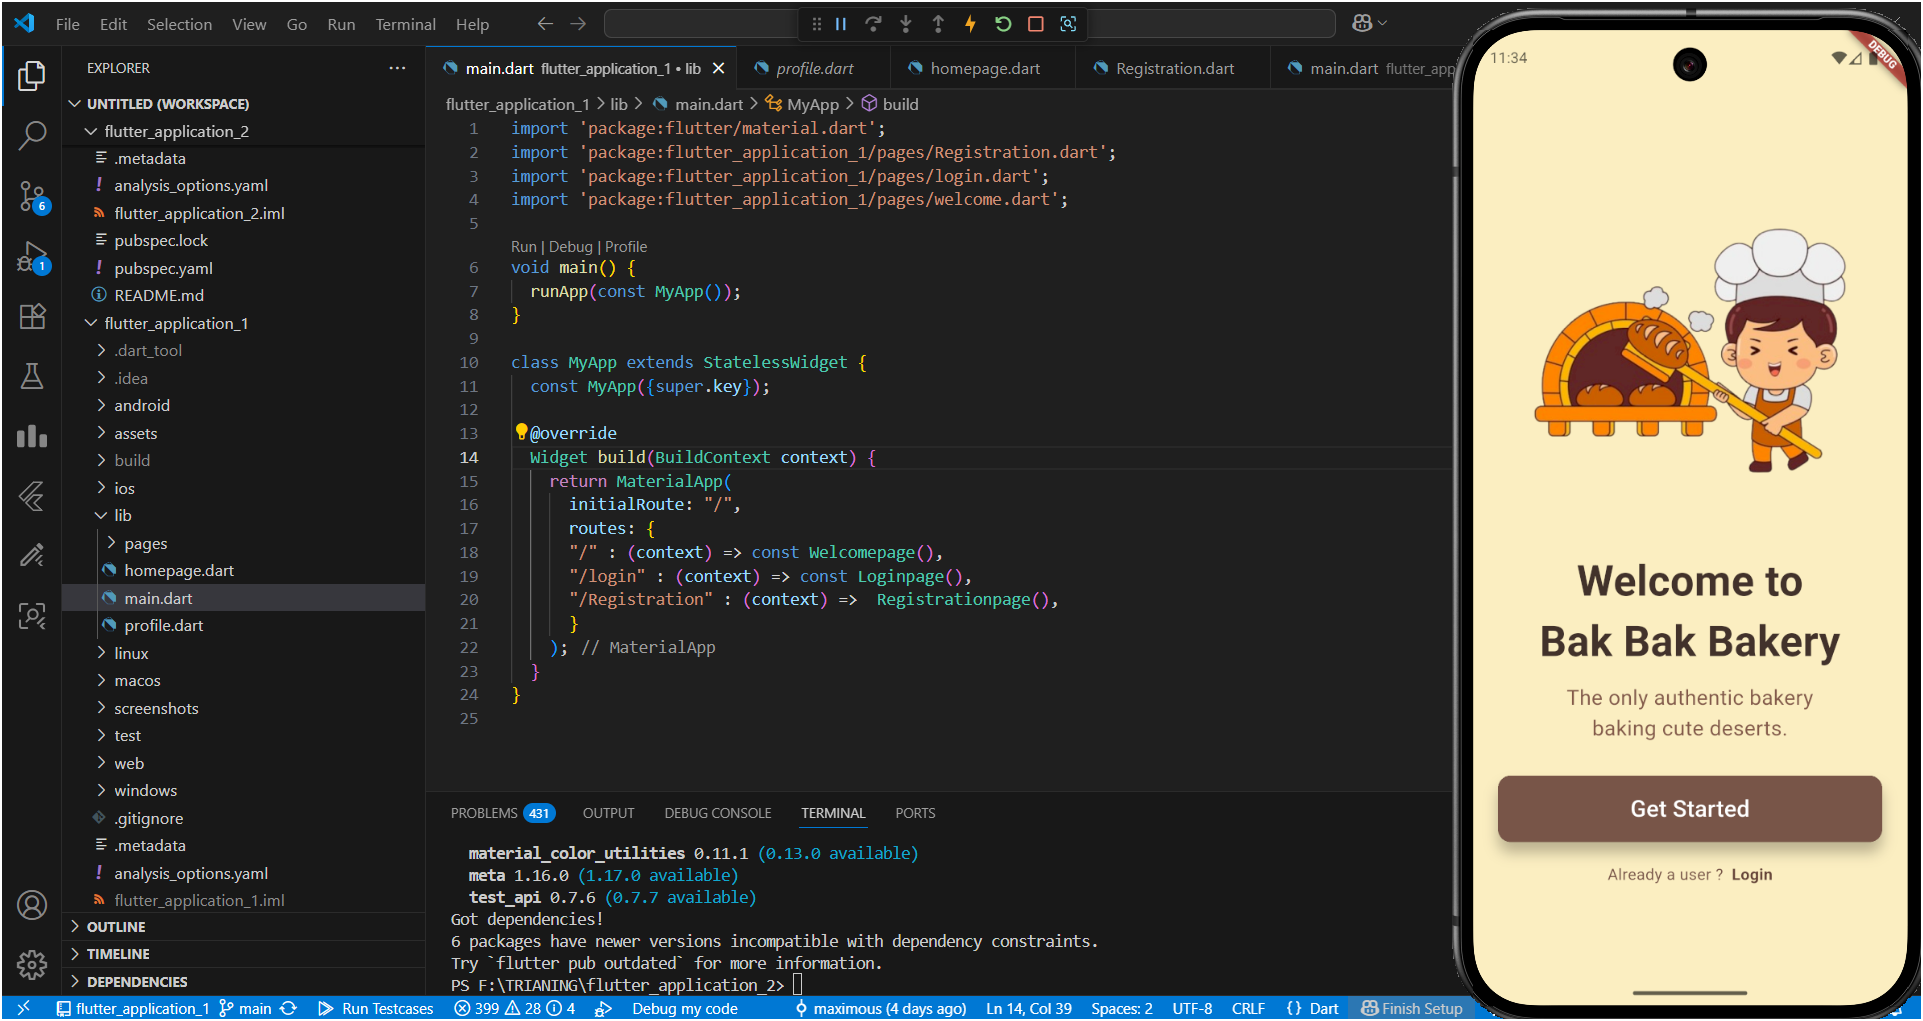 File Edit Selection View Go Run Terminal Help
EXPLORER
UNTITLED (WORKSPACE)
flutter_application_2
.metadata
analysis_options.yaml
flutter_application_2.iml
pubspec.lock
pubspec.yaml
README.md
flutter_application_1
.dart_tool
.idea
android
assets
build
ios
lib
pages
homepage.dart
main.dart
profile.dart
linux
macos
screenshots
test
web
windows
.gitignore
.metadata
analysis_options.yaml
flutter_application_1.iml
OUTLINE
TIMELINE
DEPENDENCIES
6
1
main.dart flutter_application_1 • lib
profile.dart
homepage.dart
Registration.dart
main.dart flutter_app
flutter_application_1 > lib > main.dart > MyApp > build
1 import 'package:flutter/material.dart';
2 import 'package:flutter_application_1/pages/Registration.dart';
3 import 'package:flutter_application_1/pages/login.dart';
4 import 'package:flutter_application_1/pages/welcome.dart';
5
Run | Debug | Profile
6 void main() {
7 runApp(const MyApp());
8 }
9
10 class MyApp extends StatelessWidget {
11 const MyApp({super.key});
12
13 @override
14 Widget build(BuildContext context) {
15 return MaterialApp(
16 initialRoute: "/",
17 routes: {
18 "/" : (context) => const Welcomepage(),
19 "/login" : (context) => const Loginpage(),
20 "/Registration" : (context) => Registrationpage(),
21 }
22 ); // MaterialApp
23 }
24 }
25
PROBLEMS 431 OUTPUT DEBUG CONSOLE TERMINAL PORTS
material_color_utilities 0.11.1 (0.13.0 available)
meta 1.16.0 (1.17.0 available)
test_api 0.7.6 (0.7.7 available)
Got dependencies!
6 packages have newer versions incompatible with dependency constraints.
Try `flutter pub outdated` for more information.
PS F:\TRIANING\flutter_application_2>
flutter_application_1 main Run Testcases 399 28 4 Debug my code maximous (4 days ago) Ln 14, Col 39 Spaces: 2 UTF-8 CRLF {} Dart Finish Setup
11:34
DEBUG
Welcome to
Bak Bak Bakery
The only authentic bakery
baking cute deserts.
Get Started
Already a user ? Login